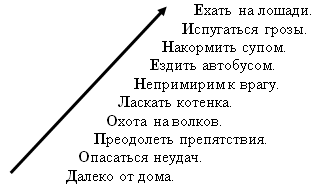 Ехать на лошади.
Испугаться грозы.
Накормить супом.
Ездить автобусом.
Непримирим к врагу.
Ласкать котенка.
Охота на волков.
Преодолеть препятствия.
Опасаться неудач.
Далеко от дома.